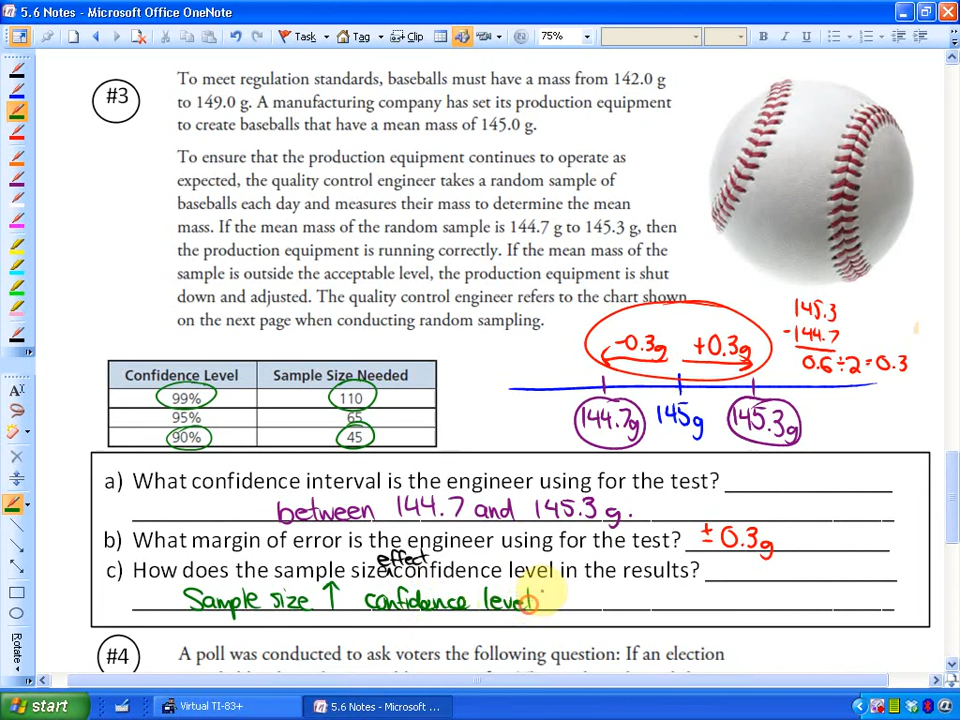 5.6 Notes - Microsoft Office OneNote
Task Tag Clip 75% B I U
#3
To meet regulation standards, baseballs must have a mass from 142.0 g
to 149.0 g. A manufacturing company has set its production equipment
to create baseballs that have a mean mass of 145.0 g.
To ensure that the production equipment continues to operate as
expected, the quality control engineer takes a random sample of
baseballs each day and measures their mass to determine the mean
mass. If the mean mass of the random sample is 144.7 g to 145.3 g, then
the production equipment is running correctly. If the mean mass of the
sample is outside the acceptable level, the production equipment is shut
down and adjusted. The quality control engineer refers to the chart shown
on the next page when conducting random sampling.
145.3
-144.7
0.6÷2=0.3
-0.3g +0.3g
144.7g 145g 145.3g
Confidence Level Sample Size Needed
99% 110
95% 65
90% 45
a) What confidence interval is the engineer using for the test?
between 144.7 and 145.3 g.
b) What margin of error is the engineer using for the test? ± 0.3g
effect
c) How does the sample size confidence level in the results?
Sample size ↑ confidence level
#4
A poll was conducted to ask voters the following question: If an election
Rotate
start Virtual TI-83+ 5.6 Notes - Microsoft ...